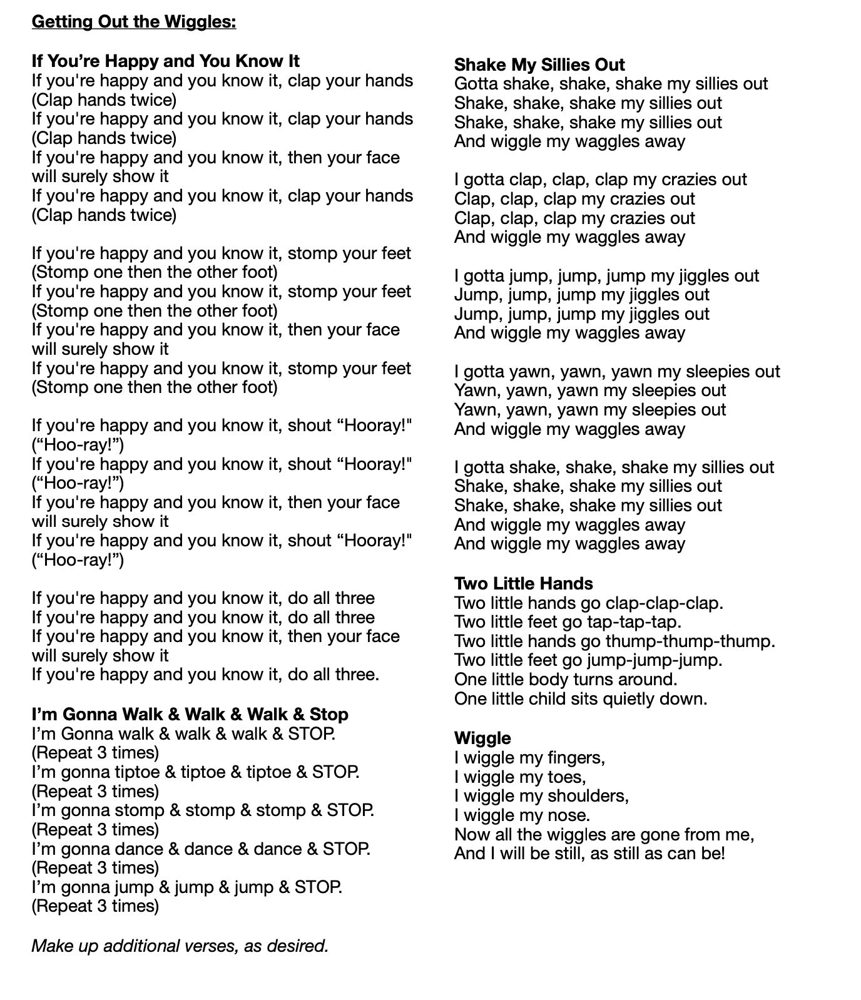 Getting Out the Wiggles:
If You’re Happy and You Know It
If you're happy and you know it, clap your hands
(Clap hands twice)
If you're happy and you know it, clap your hands
(Clap hands twice)
If you're happy and you know it, then your face
will surely show it
If you're happy and you know it, clap your hands
(Clap hands twice)
If you're happy and you know it, stomp your feet
(Stomp one then the other foot)
If you're happy and you know it, stomp your feet
(Stomp one then the other foot)
If you're happy and you know it, then your face
will surely show it
If you're happy and you know it, stomp your feet
(Stomp one then the other foot)
If you're happy and you know it, shout “Hooray!"
(“Hoo-ray!”)
If you're happy and you know it, shout “Hooray!"
(“Hoo-ray!”)
If you're happy and you know it, then your face
will surely show it
If you're happy and you know it, shout “Hooray!"
(“Hoo-ray!”)
If you're happy and you know it, do all three
If you're happy and you know it, do all three
If you're happy and you know it, then your face
will surely show it
If you're happy and you know it, do all three.
I’m Gonna Walk & Walk & Walk & Stop
I’m Gonna walk & walk & walk & STOP.
(Repeat 3 times)
I’m gonna tiptoe & tiptoe & tiptoe & STOP.
(Repeat 3 times)
I’m gonna stomp & stomp & stomp & STOP.
(Repeat 3 times)
I’m gonna dance & dance & dance & STOP.
(Repeat 3 times)
I’m gonna jump & jump & jump & STOP.
(Repeat 3 times)
Make up additional verses, as desired.
Shake My Sillies Out
Gotta shake, shake, shake my sillies out
Shake, shake, shake my sillies out
Shake, shake, shake my sillies out
And wiggle my waggles away
I gotta clap, clap, clap my crazies out
Clap, clap, clap my crazies out
Clap, clap, clap my crazies out
And wiggle my waggles away
I gotta jump, jump, jump my jiggles out
Jump, jump, jump my jiggles out
Jump, jump, jump my jiggles out
And wiggle my waggles away
I gotta yawn, yawn, yawn my sleepies out
Yawn, yawn, yawn my sleepies out
Yawn, yawn, yawn my sleepies out
And wiggle my waggles away
I gotta shake, shake, shake my sillies out
Shake, shake, shake my sillies out
Shake, shake, shake my sillies out
And wiggle my waggles away
And wiggle my waggles away
Two Little Hands
Two little hands go clap-clap-clap.
Two little feet go tap-tap-tap.
Two little hands go thump-thump-thump.
Two little feet go jump-jump-jump.
One little body turns around.
One little child sits quietly down.
Wiggle
I wiggle my fingers,
I wiggle my toes,
I wiggle my shoulders,
I wiggle my nose.
Now all the wiggles are gone from me,
And I will be still, as still as can be!